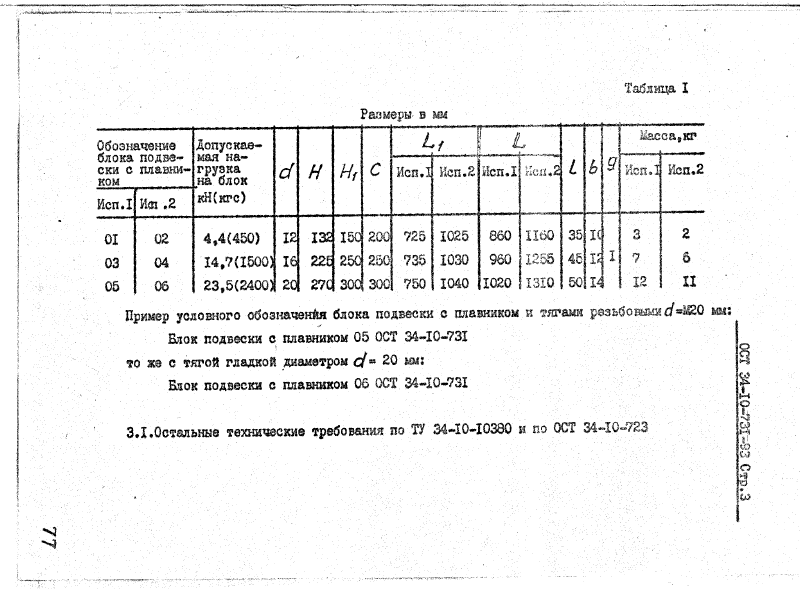 Таблица I
Размеры в мм
Обозначение блока подвески с плавником | Допускаемая нагрузка на блок кН(кгс) | d | H | H₁ | C | L₁ | L | l | b | g | Масса, кг
Исп.I | Исп.2 | Исп.I | Исп.2 | Исп.I | Исп.2 | Исп.I | Исп.2
0I | 02 | 4,4(450) | I2 | I32 | I50 | 200 | 725 | I025 | 860 | II60 | 35 | I0 | 3 | 2
03 | 04 | I4,7(I500) | I6 | 225 | 250 | 250 | 735 | I030 | 960 | I255 | 45 | I2 | I | 7 | 6
05 | 06 | 23,5(2400) | 20 | 270 | 300 | 300 | 750 | I040 | I020 | I3I0 | 50 | I4 | I2 | II
Пример условного обозначения блока подвески с плавником и тягами резьбовыми d=М20 мм:
Блок подвески с плавником 05 ОСТ 34-I0-73I
то же с тягой гладкой диаметром d= 20 мм:
Блок подвески с плавником 06 ОСТ 34-I0-73I
3.I.Остальные технические требования по ТУ 34-I0-I0380 и по ОСТ 34-I0-723
ОСТ 34-I0-73I-93 Стр.3
77